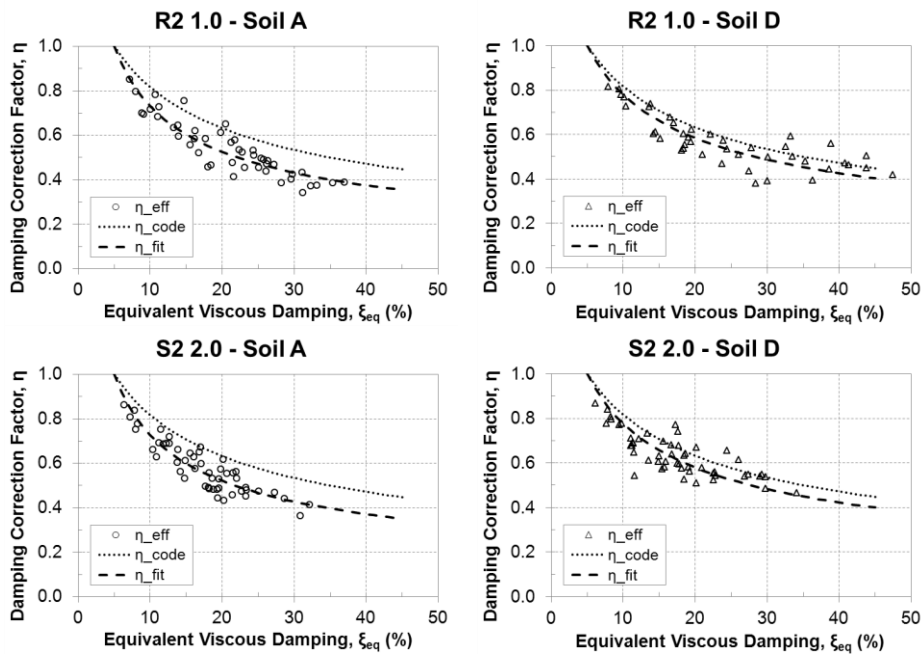 R2 1.0 - Soil A
Damping Correction Factor, η
1.0
0.8
0.6
0.4
0.2
0.0
η_eff
η_code
η_fit
0 10 20 30 40 50
Equivalent Viscous Damping, ξeq (%)
R2 1.0 - Soil D
Damping Correction Factor, η
1.0
0.8
0.6
0.4
0.2
0.0
η_eff
η_code
η_fit
0 10 20 30 40 50
Equivalent Viscous Damping, ξeq (%)
S2 2.0 - Soil A
Damping Correction Factor, η
1.0
0.8
0.6
0.4
0.2
0.0
η_eff
η_code
η_fit
0 10 20 30 40 50
Equivalent Viscous Damping, ξeq (%)
S2 2.0 - Soil D
Damping Correction Factor, η
1.0
0.8
0.6
0.4
0.2
0.0
η_eff
η_code
η_fit
0 10 20 30 40 50
Equivalent Viscous Damping, ξeq (%)